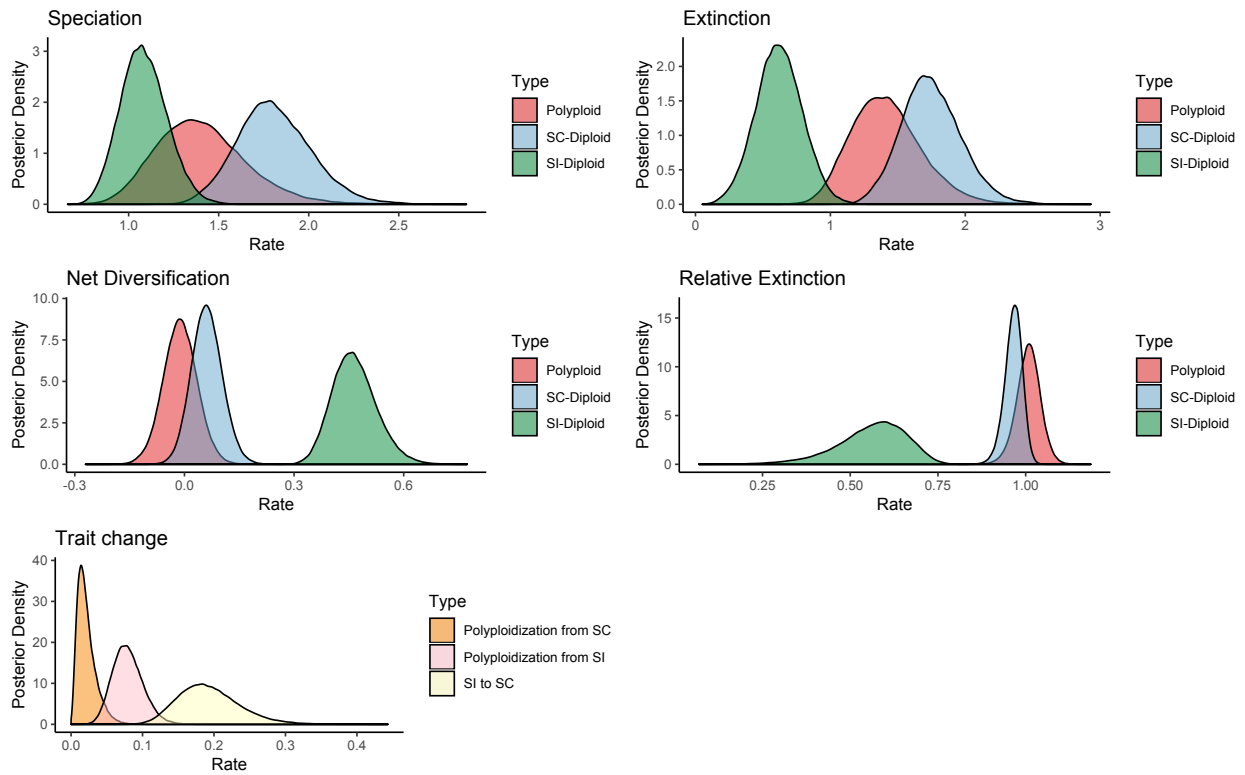 Speciation
Posterior Density
3
2
1
0
1.0 1.5 2.0 2.5
Rate
Type
Polyploid
SC-Diploid
SI-Diploid
Extinction
Posterior Density
2.0
1.5
1.0
0.5
0.0
0 1 2 3
Rate
Type
Polyploid
SC-Diploid
SI-Diploid
Net Diversification
Posterior Density
10.0
7.5
5.0
2.5
0.0
-0.3 0.0 0.3 0.6
Rate
Type
Polyploid
SC-Diploid
SI-Diploid
Relative Extinction
Posterior Density
15
10
5
0
0.25 0.50 0.75 1.00
Rate
Type
Polyploid
SC-Diploid
SI-Diploid
Trait change
Posterior Density
40
30
20
10
0
0.0 0.1 0.2 0.3 0.4
Rate
Type
Polyploidization from SC
Polyploidization from SI
SI to SC